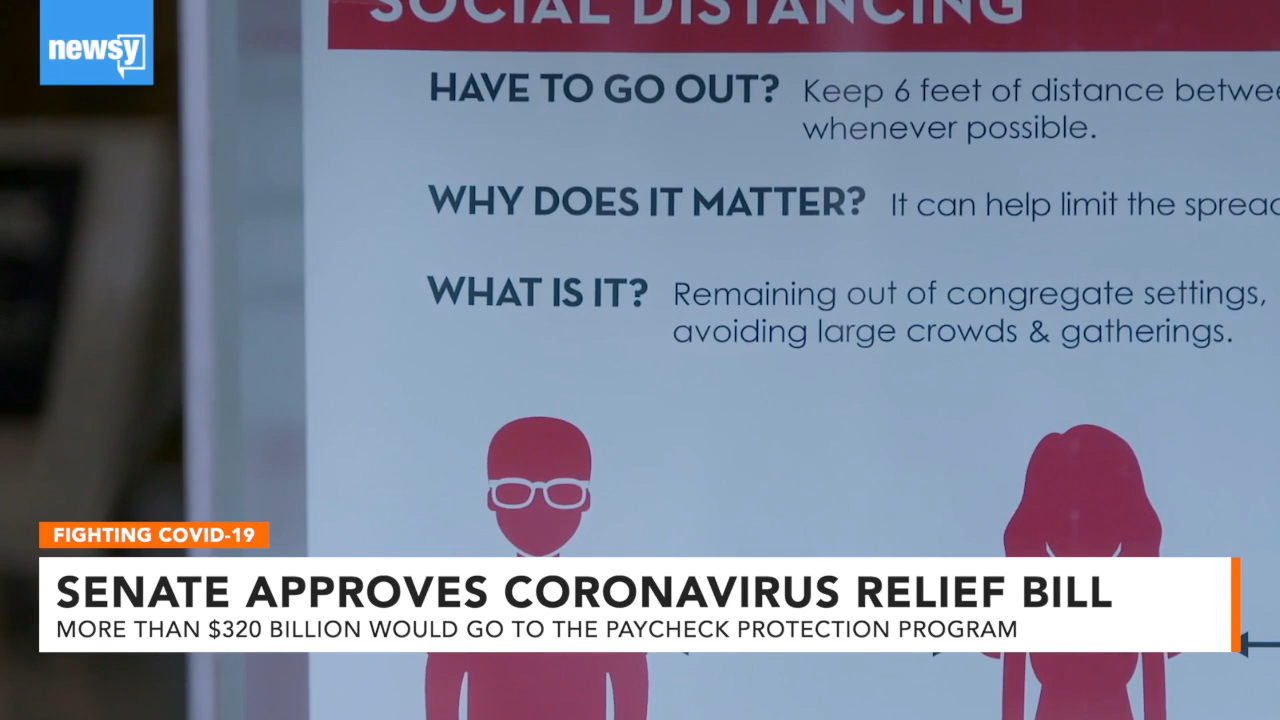 SOCIAL DISTANCING
newsy
HAVE TO GO OUT? Keep 6 feet of distance
whenever possible.
WHY DOES IT MATTER? It can help limit the
WHAT IS IT? Remaining out of congregate settings,
avoiding large crowds & gatherings.
FIGHTING COVID-19
SENATE APPROVES CORONAVIRUS RELIEF BILL
MORE THAN $320 BILLION WOULD GO TO THE PAYCHECK PROTECTION PROGRAM